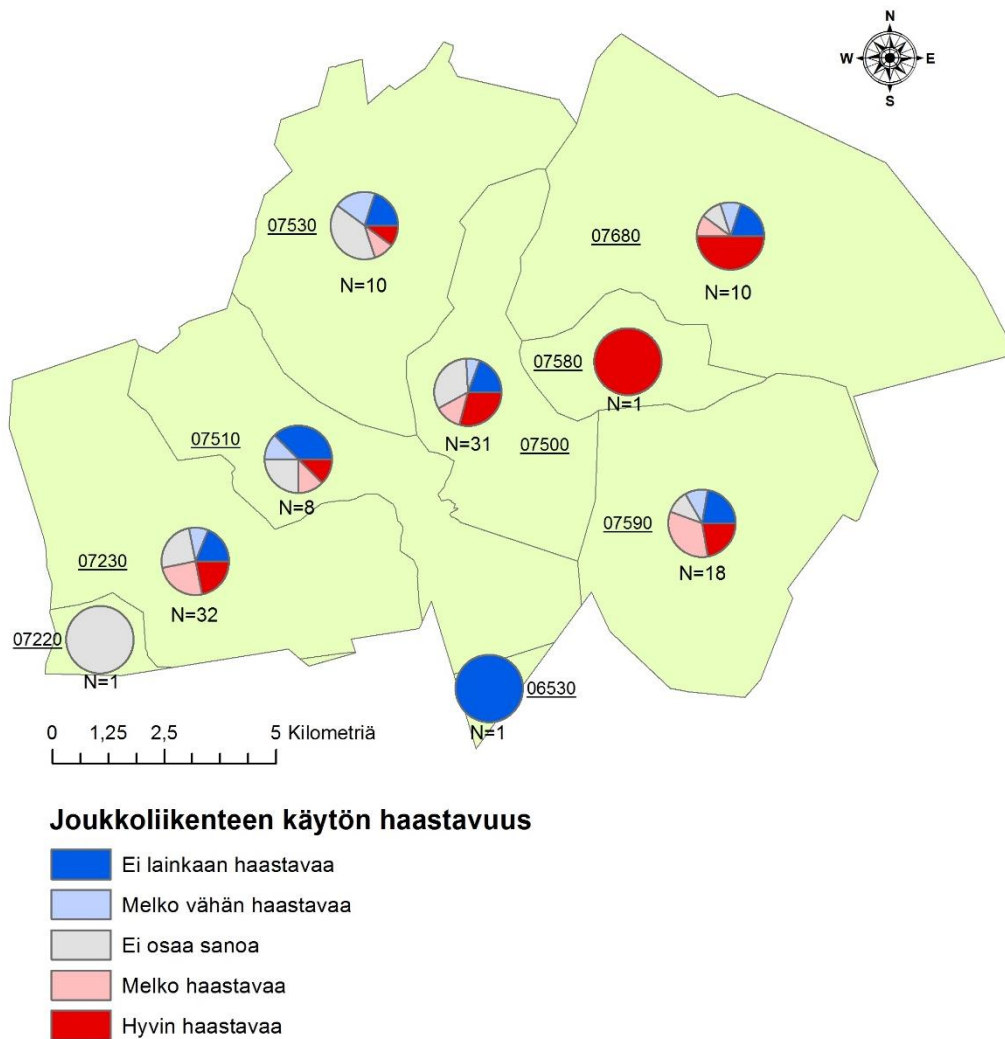 N
W E
S
07530
N=10
07680
N=10
07580
N=1
07510
N=8
N=31
07500
07590
N=18
07230
N=32
07220
N=1
06530
N=1
0 1,25 2,5 5 Kilometriä
Joukkoliikenteen käytön haastavuus
Ei lainkaan haastavaa
Melko vähän haastavaa
Ei osaa sanoa
Melko haastavaa
Hyvin haastavaa